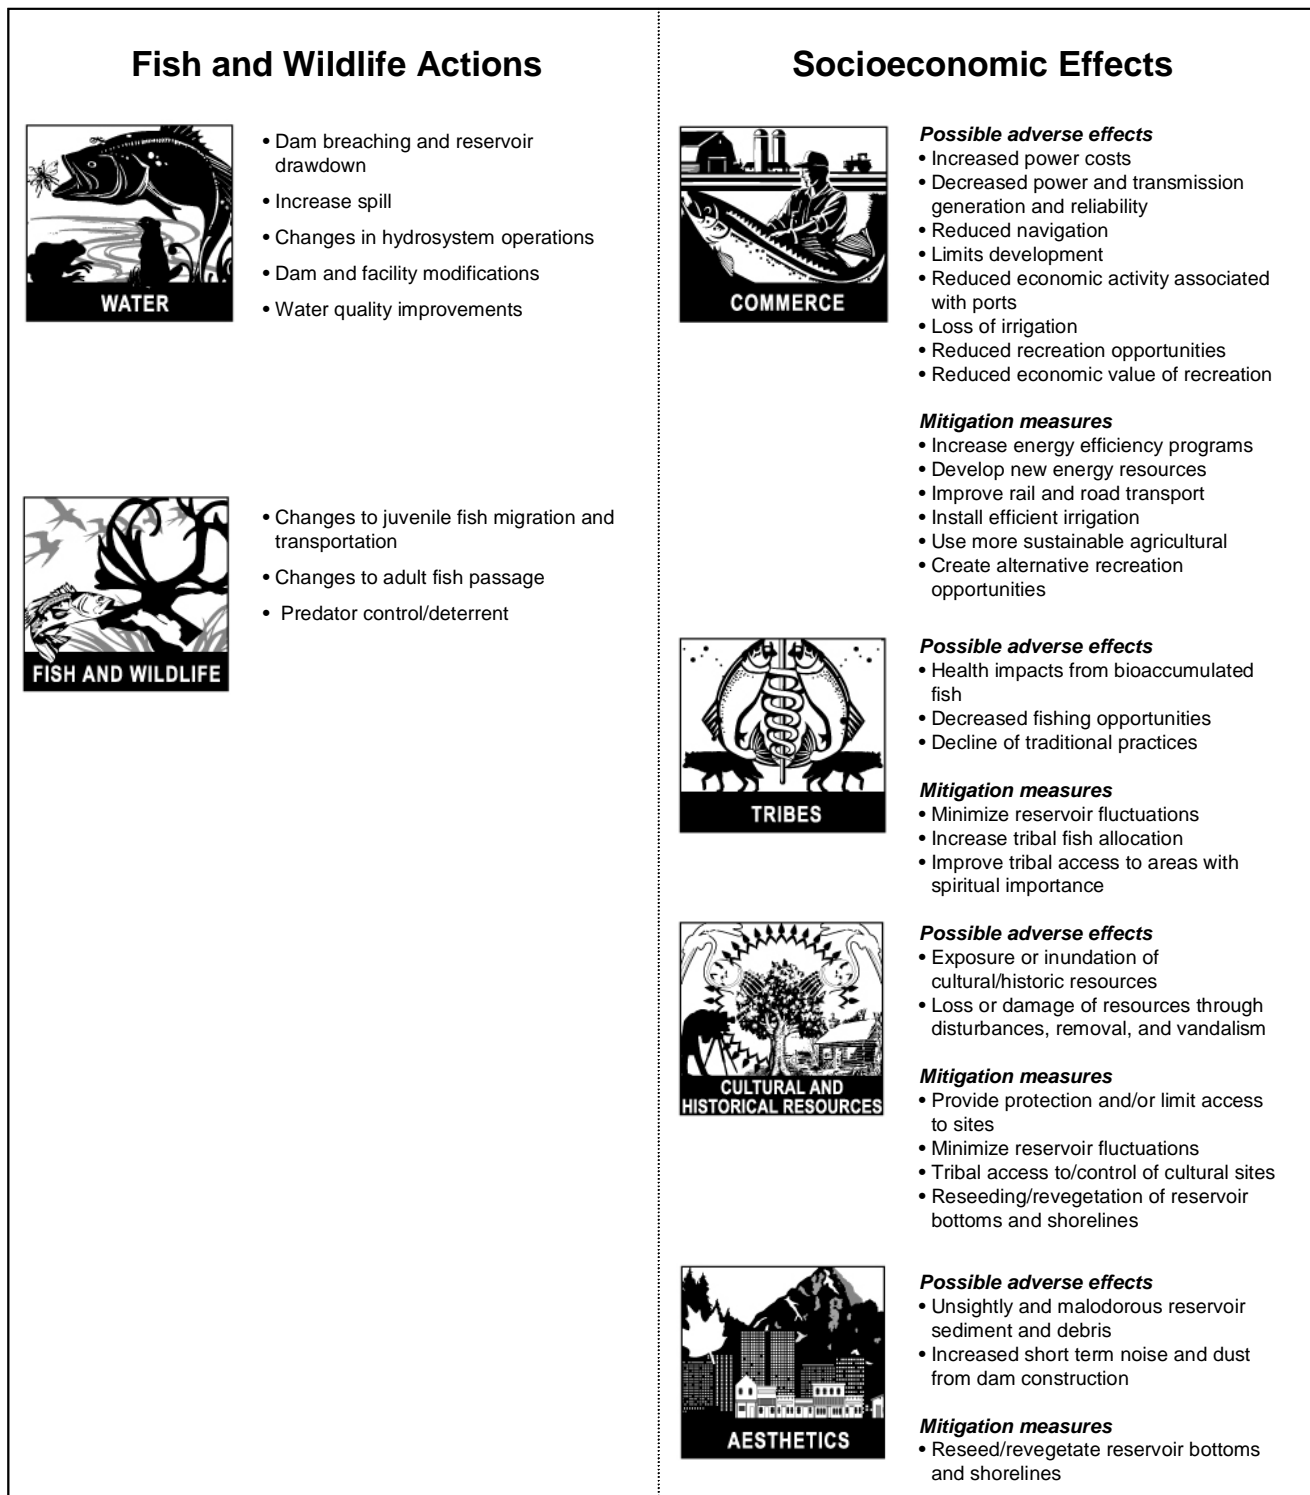 Fish and Wildlife Actions
WATER
• Dam breaching and reservoir
drawdown
• Increase spill
• Changes in hydrosystem operations
• Dam and facility modifications
• Water quality improvements
FISH AND WILDLIFE
• Changes to juvenile fish migration and
transportation
• Changes to adult fish passage
• Predator control/deterrent
Socioeconomic Effects
COMMERCE
Possible adverse effects
• Increased power costs
• Decreased power and transmission
generation and reliability
• Reduced navigation
• Limits development
• Reduced economic activity associated
with ports
• Loss of irrigation
• Reduced recreation opportunities
• Reduced economic value of recreation
Mitigation measures
• Increase energy efficiency programs
• Develop new energy resources
• Improve rail and road transport
• Install efficient irrigation
• Use more sustainable agricultural
• Create alternative recreation
opportunities
TRIBES
Possible adverse effects
• Health impacts from bioaccumulated
fish
• Decreased fishing opportunities
• Decline of traditional practices
Mitigation measures
• Minimize reservoir fluctuations
• Increase tribal fish allocation
• Improve tribal access to areas with
spiritual importance
CULTURAL AND
HISTORICAL RESOURCES
Possible adverse effects
• Exposure or inundation of
cultural/historic resources
• Loss or damage of resources through
disturbances, removal, and vandalism
Mitigation measures
• Provide protection and/or limit access
to sites
• Minimize reservoir fluctuations
• Tribal access to/control of cultural sites
• Reseeding/revegetation of reservoir
bottoms and shorelines
AESTHETICS
Possible adverse effects
• Unsightly and malodorous reservoir
sediment and debris
• Increased short term noise and dust
from dam construction
Mitigation measures
• Reseed/revegetate reservoir bottoms
and shorelines